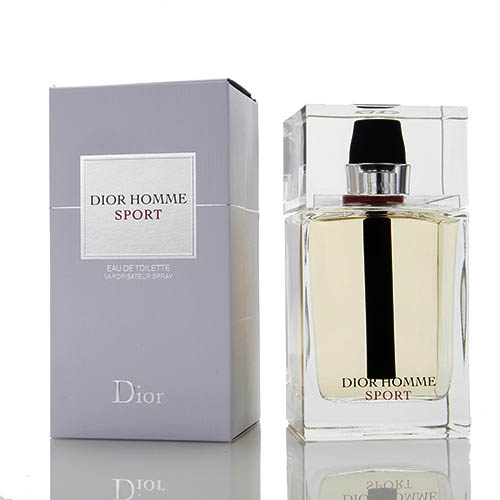 DIOR HOMME
SPORT
EAU DE TOILETTE
VAPORISATEUR SPRAY
Dior
DIOR HOMME
SPORT